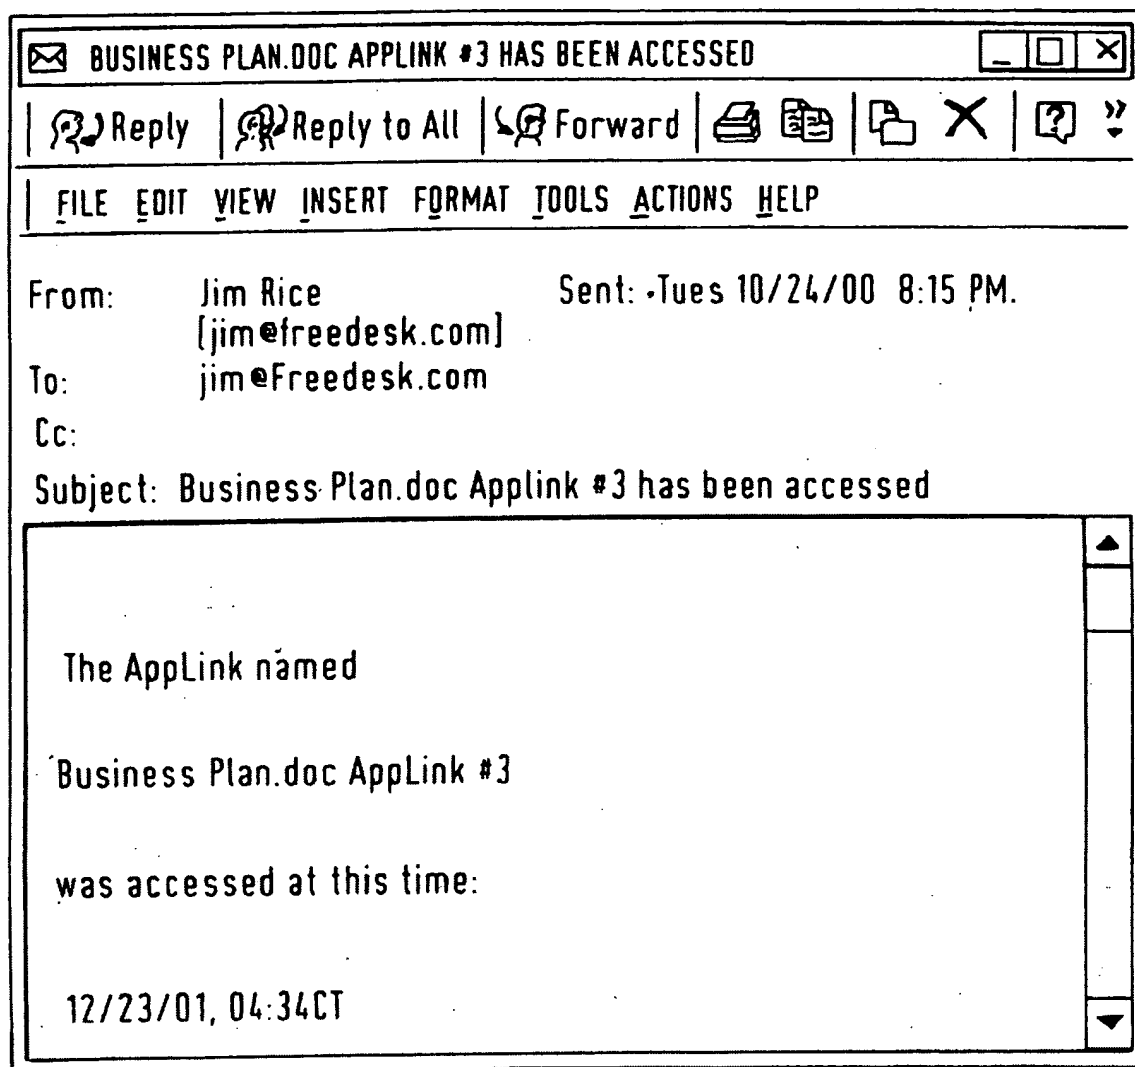 BUSINESS PLAN.DOC APPLINK #3 HAS BEEN ACCESSED
Reply Reply to All Forward
FILE EDIT VIEW INSERT FORMAT TOOLS ACTIONS HELP
From: Jim Rice Sent: Tues 10/24/00 8:15 PM.
[jim@freedesk.com]
To: jim@Freedesk.com
Cc:
Subject: Business Plan.doc Applink #3 has been accessed
The AppLink named
Business Plan.doc AppLink #3
was accessed at this time:
12/23/01, 04:34CT